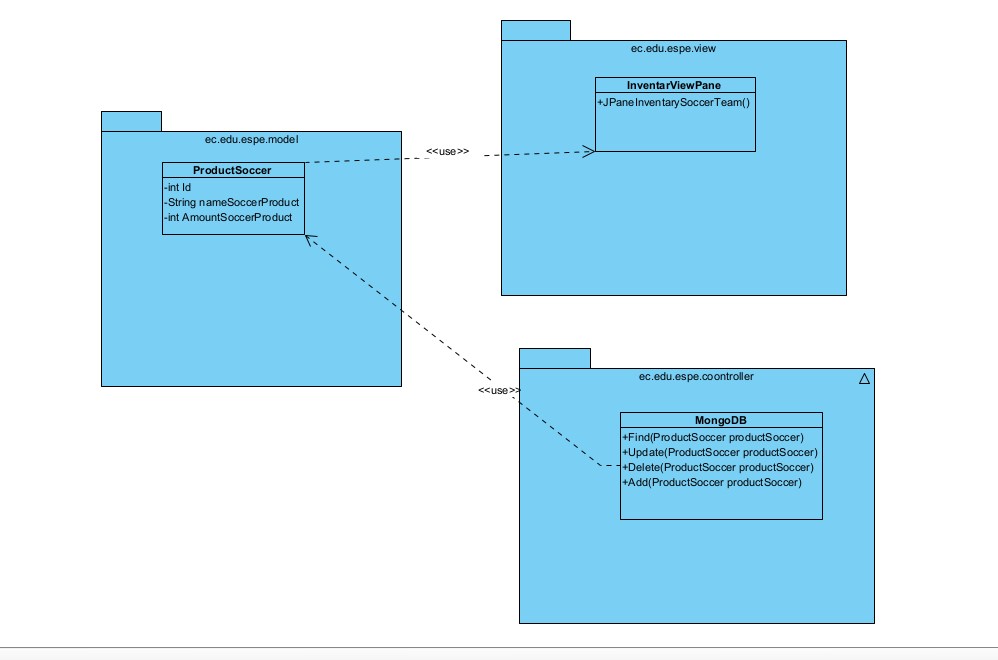 ec.edu.espe.view
InventarViewPane
+JPaneInventarySoccerTeam()
ec.edu.espe.model
ProductSoccer
-int Id
-String nameSoccerProduct
-int AmountSoccerProduct
<<use>>
<<use>>
ec.edu.espe.coontroller
MongoDB
+Find(ProductSoccer productSoccer)
+Update(ProductSoccer productSoccer)
+Delete(ProductSoccer productSoccer)
+Add(ProductSoccer productSoccer)